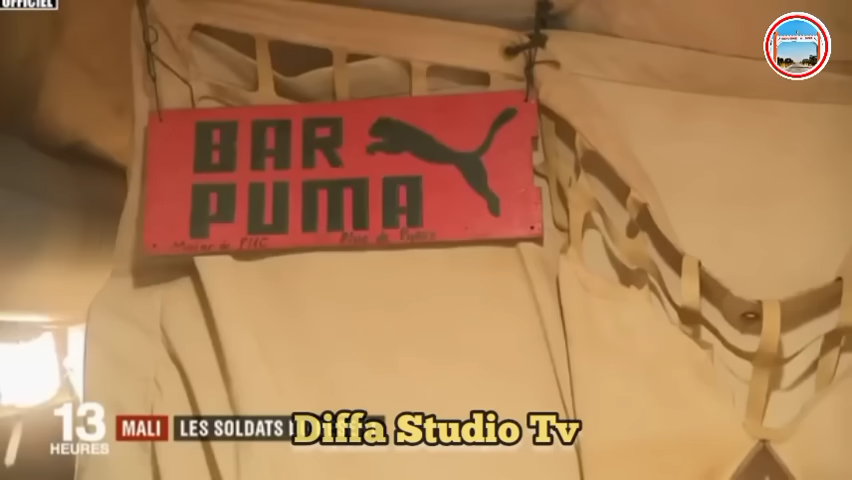 OFFICIEL
BAR
PUMA
13
HEURES
MALI
LES SOLDATS
Diffa Studio Tv